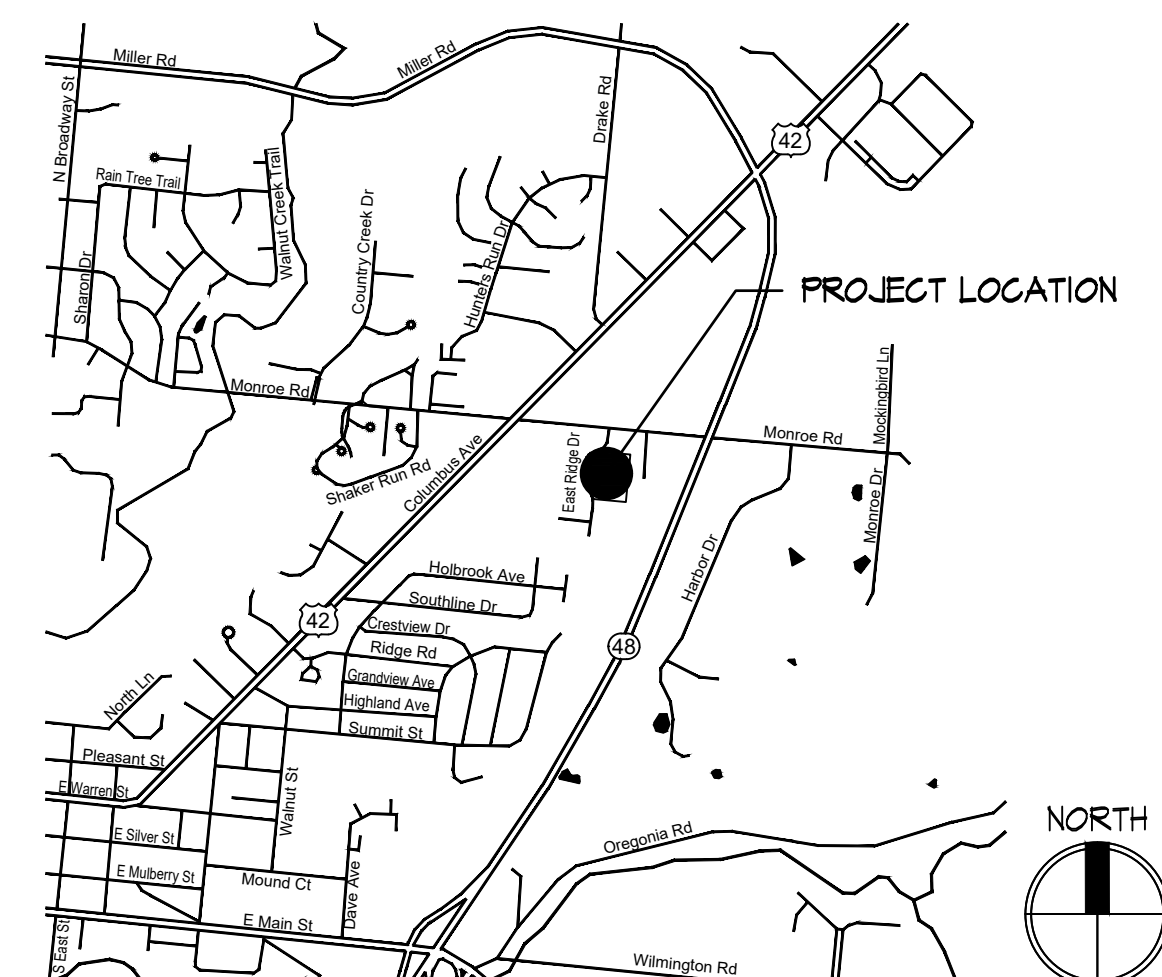 Miller Rd
Miller Rd
N Broadway St
Drake Rd
42
Rain Tree Trail
Walnut Creek Trail
Country Creek Dr
Hunters Run Dr
Sharon Dr
PROJECT LOCATION
Monroe Rd
Mockingbird Ln
Monroe Rd
Columbus Ave
Shaker Run Rd
East Ridge Dr
Monroe Dr
Harbor Dr
Holbrook Ave
Southline Dr
42
Crestview Dr
48
Ridge Rd
Grandview Ave
North Ln
Highland Ave
Summit St
Pleasant St
E Warren St
Walnut St
NORTH
E Silver St
Oregonia Rd
E Mulberry St
Mound Ct
Dave Ave
E Main St
S East St
Wilmington Rd